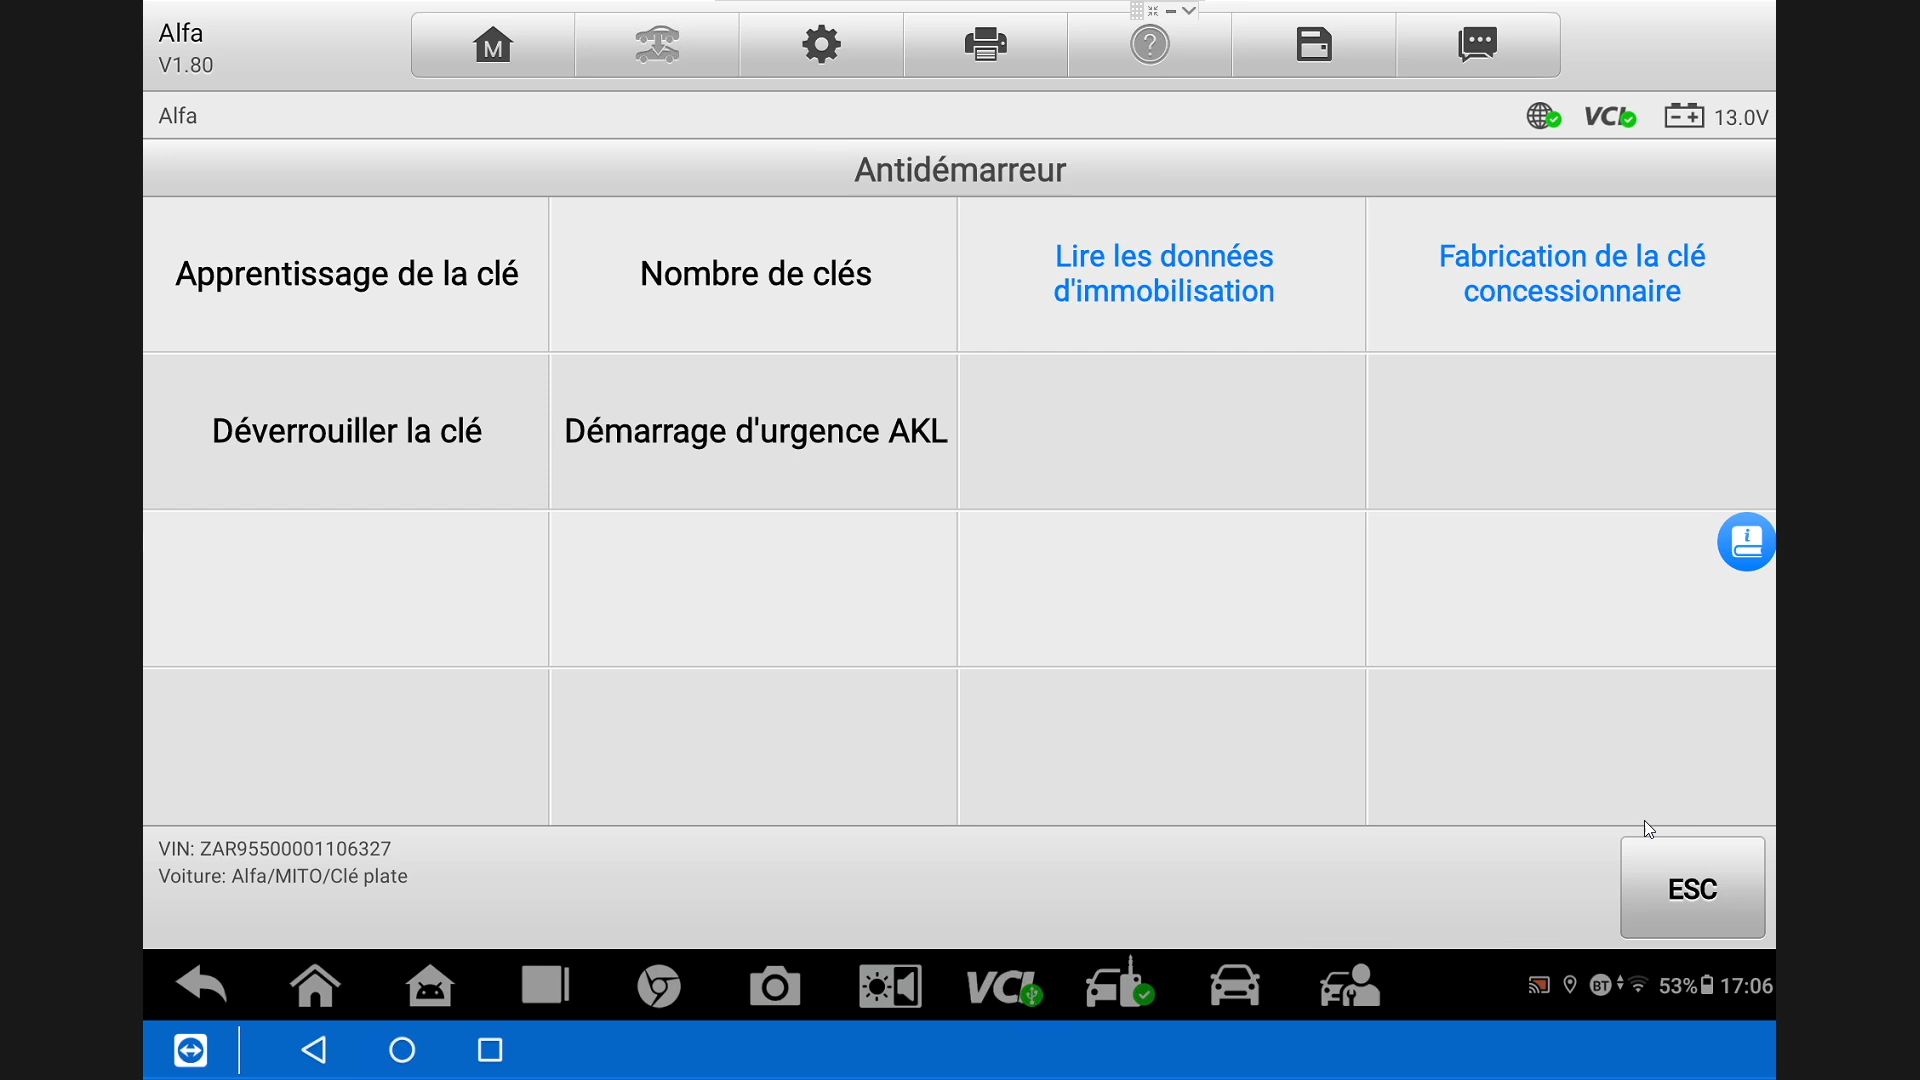 Alfa
V1.80
M
?
Alfa
VCI
13.0V
Antidémarreur
Apprentissage de la clé
Nombre de clés
Lire les données
d'immobilisation
Fabrication de la clé
concessionnaire
Déverrouiller la clé
Démarrage d'urgence AKL
i
VIN: ZAR95500001106327
Voiture: Alfa/MITO/Clé plate
ESC
VCI
BT
53%
17:06